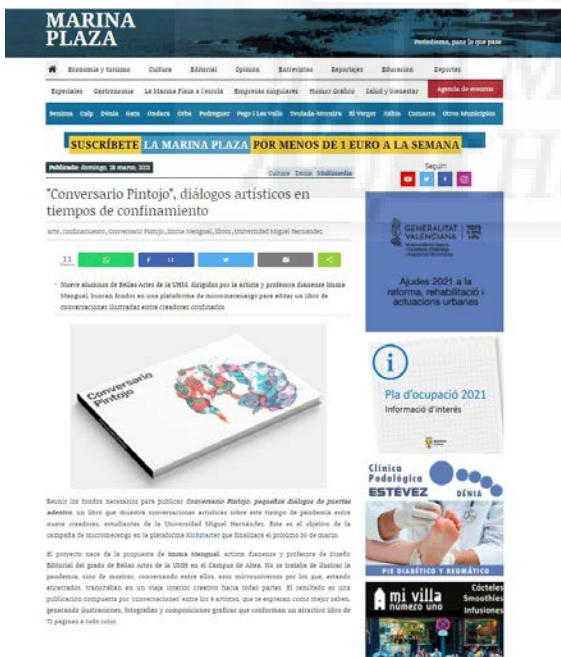 MARINA
PLAZA
Periodismo, pase lo que pase
Economía y turismo Cultura Editorial Opinión Entrevistas Reportajes Educación Deportes
Especiales Gastronomía La Marina Plaza a l'escola Empresas singulares Humor Gráfico Salud y bienestar Agenda de eventos
Benissa Calp Dénia Gata Ondara Orba Pedreguer Pego i Les Valls Teulada-Moraira El Verger Xàbia Comarca Otros Municipios
SUSCRÍBETE LA MARINA PLAZA POR MENOS DE 1 EURO A LA SEMANA
Publicado: domingo, 28 marzo, 2021
Cultura Dénia Multimedia
Seguin
"Conversario Pintojo", diálogos artísticos en
tiempos de confinamiento
arte, confinamiento, Conversario Pintojo, Imma Mengual, libros, Universidad Miguel Hernández
11
11
Nueve alumnos de Bellas Artes de la UMH, dirigidos por la artista y profesora dianense Imma
Mengual, buscan fondos en una plataforma de micromecenazgo para editar un libro de
conversaciones ilustradas entre creadores confinados
Conversario
Pintojo
Conversario Pintojo
Reunir los fondos necesarios para publicar Conversario Pintojo, pequeños diálogos de puertas
adentro, un libro que muestra conversaciones artísticas sobre este tiempo de pandemia entre
nueve creadores, estudiantes de la Universidad Miguel Hernández. Este es el objetivo de la
campaña de micromecenazgo en la plataforma Kickstarter que finalizará el próximo 30 de marzo.
El proyecto nace de la propuesta de Imma Mengual, artista dianense y profesora de Diseño
Editorial del grado de Bellas Artes de la UMH en el Campus de Altea. No se trataba de ilustrar la
pandemia, sino de mostrar, conversando entre ellos, esos microuniversos por los que, estando
encerrados, transitaban en un viaje interior creativo hacia todas partes. El resultado es una
publicación compuesta por 'conversaciones' entre los 9 artistas, que se expresan como mejor saben,
generando ilustraciones, fotografías y composiciones gráficas que conforman un atractivo libro de
72 páginas a todo color.
GENERALITAT
VALENCIANA
Ajudes 2021 a la
reforma, rehabilitació i
actuacions urbanes
i
Pla d'ocupació 2021
Informació d'interés
Clínica
Podológica
ESTÉVEZ
DÉNIA
PIE DIABÉTICO Y REUMÁTICO
mi villa
número uno
Cócteles
Smoothies
Infusiones